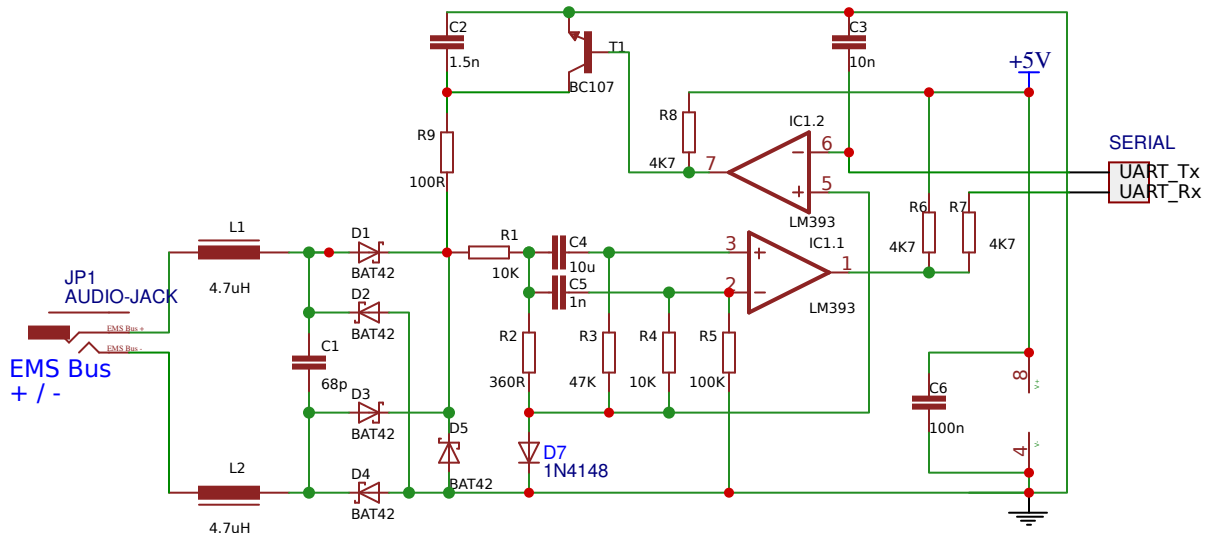 C2
1.5n
T1
BC107
C3
10n
+5V
R8
4K7
IC1.2
6
7
5
LM393
SERIAL
UART_Tx
UART_Rx
R9
100R
R6
4K7
R7
4K7
L1
4.7uH
D1
BAT42
R1
10K
C4
10u
C5
1n
3
2
IC1.1
1
LM393
JP1
AUDIO-JACK
EMS Bus +
EMS Bus -
EMS Bus
+ / -
D2
BAT42
C1
68p
R2
360R
R3
47K
R4
10K
R5
100K
D3
BAT42
D5
BAT42
D7
1N4148
C6
100n
8
V+
4
V-
L2
4.7uH
D4
BAT42